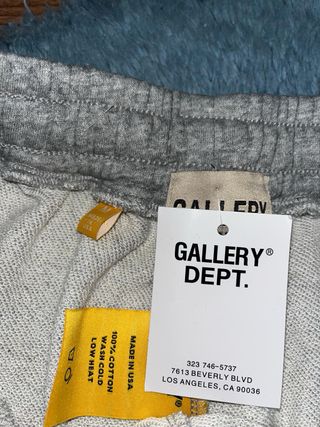 GALLERY
GALLERY®
DEPT.
323 746-5737
7613 BEVERLY BLVD
LOS ANGELES, CA 90036
MADE IN USA
100% COTTON
WASH COLD
LOW HEAT